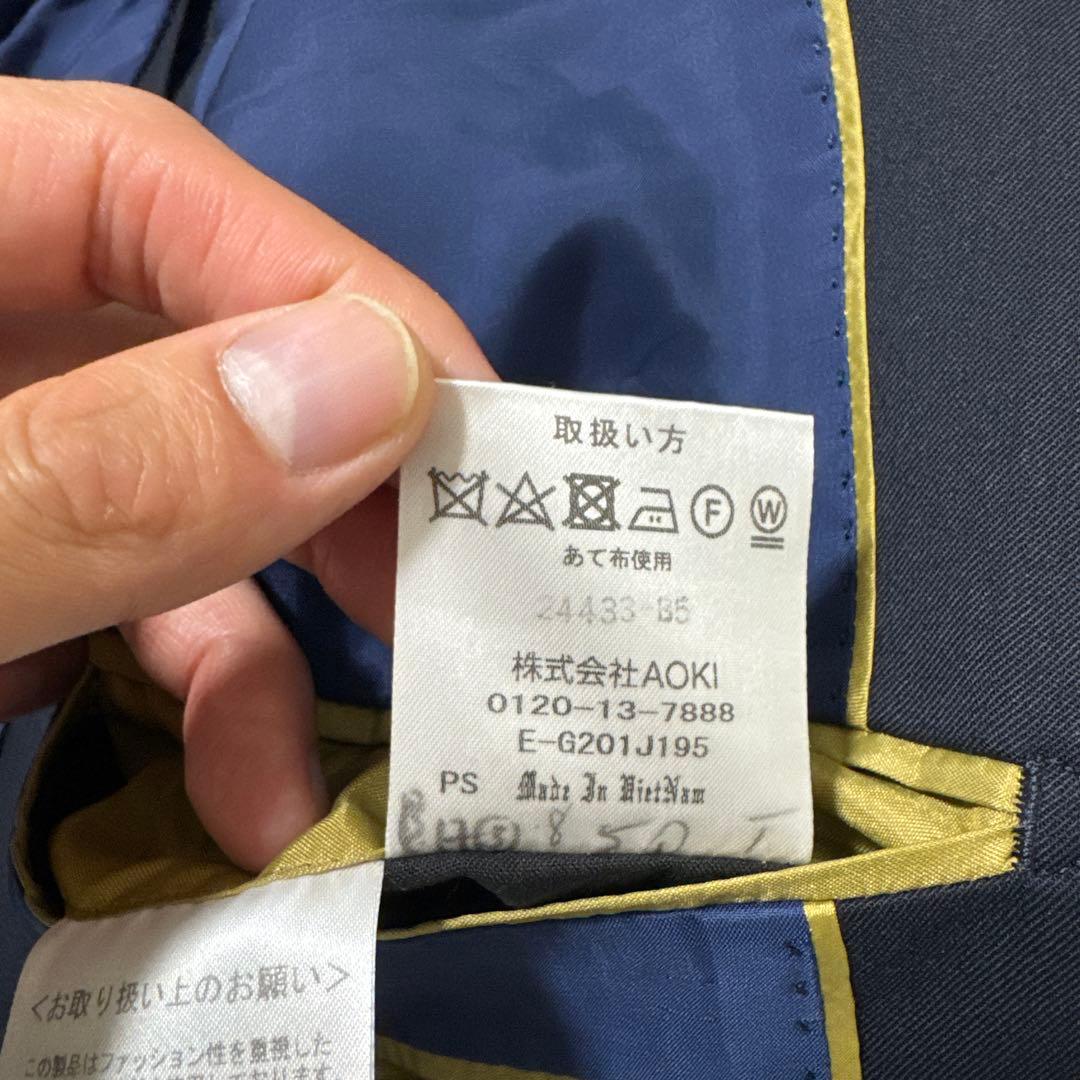 取扱い方
F W
あて布使用
24433-B5
株式会社AOKI
0120-13-7888
E-G201J195
PS Made In VietNam
<お取り扱い上のお願い>
この製品はファッション性を重視した